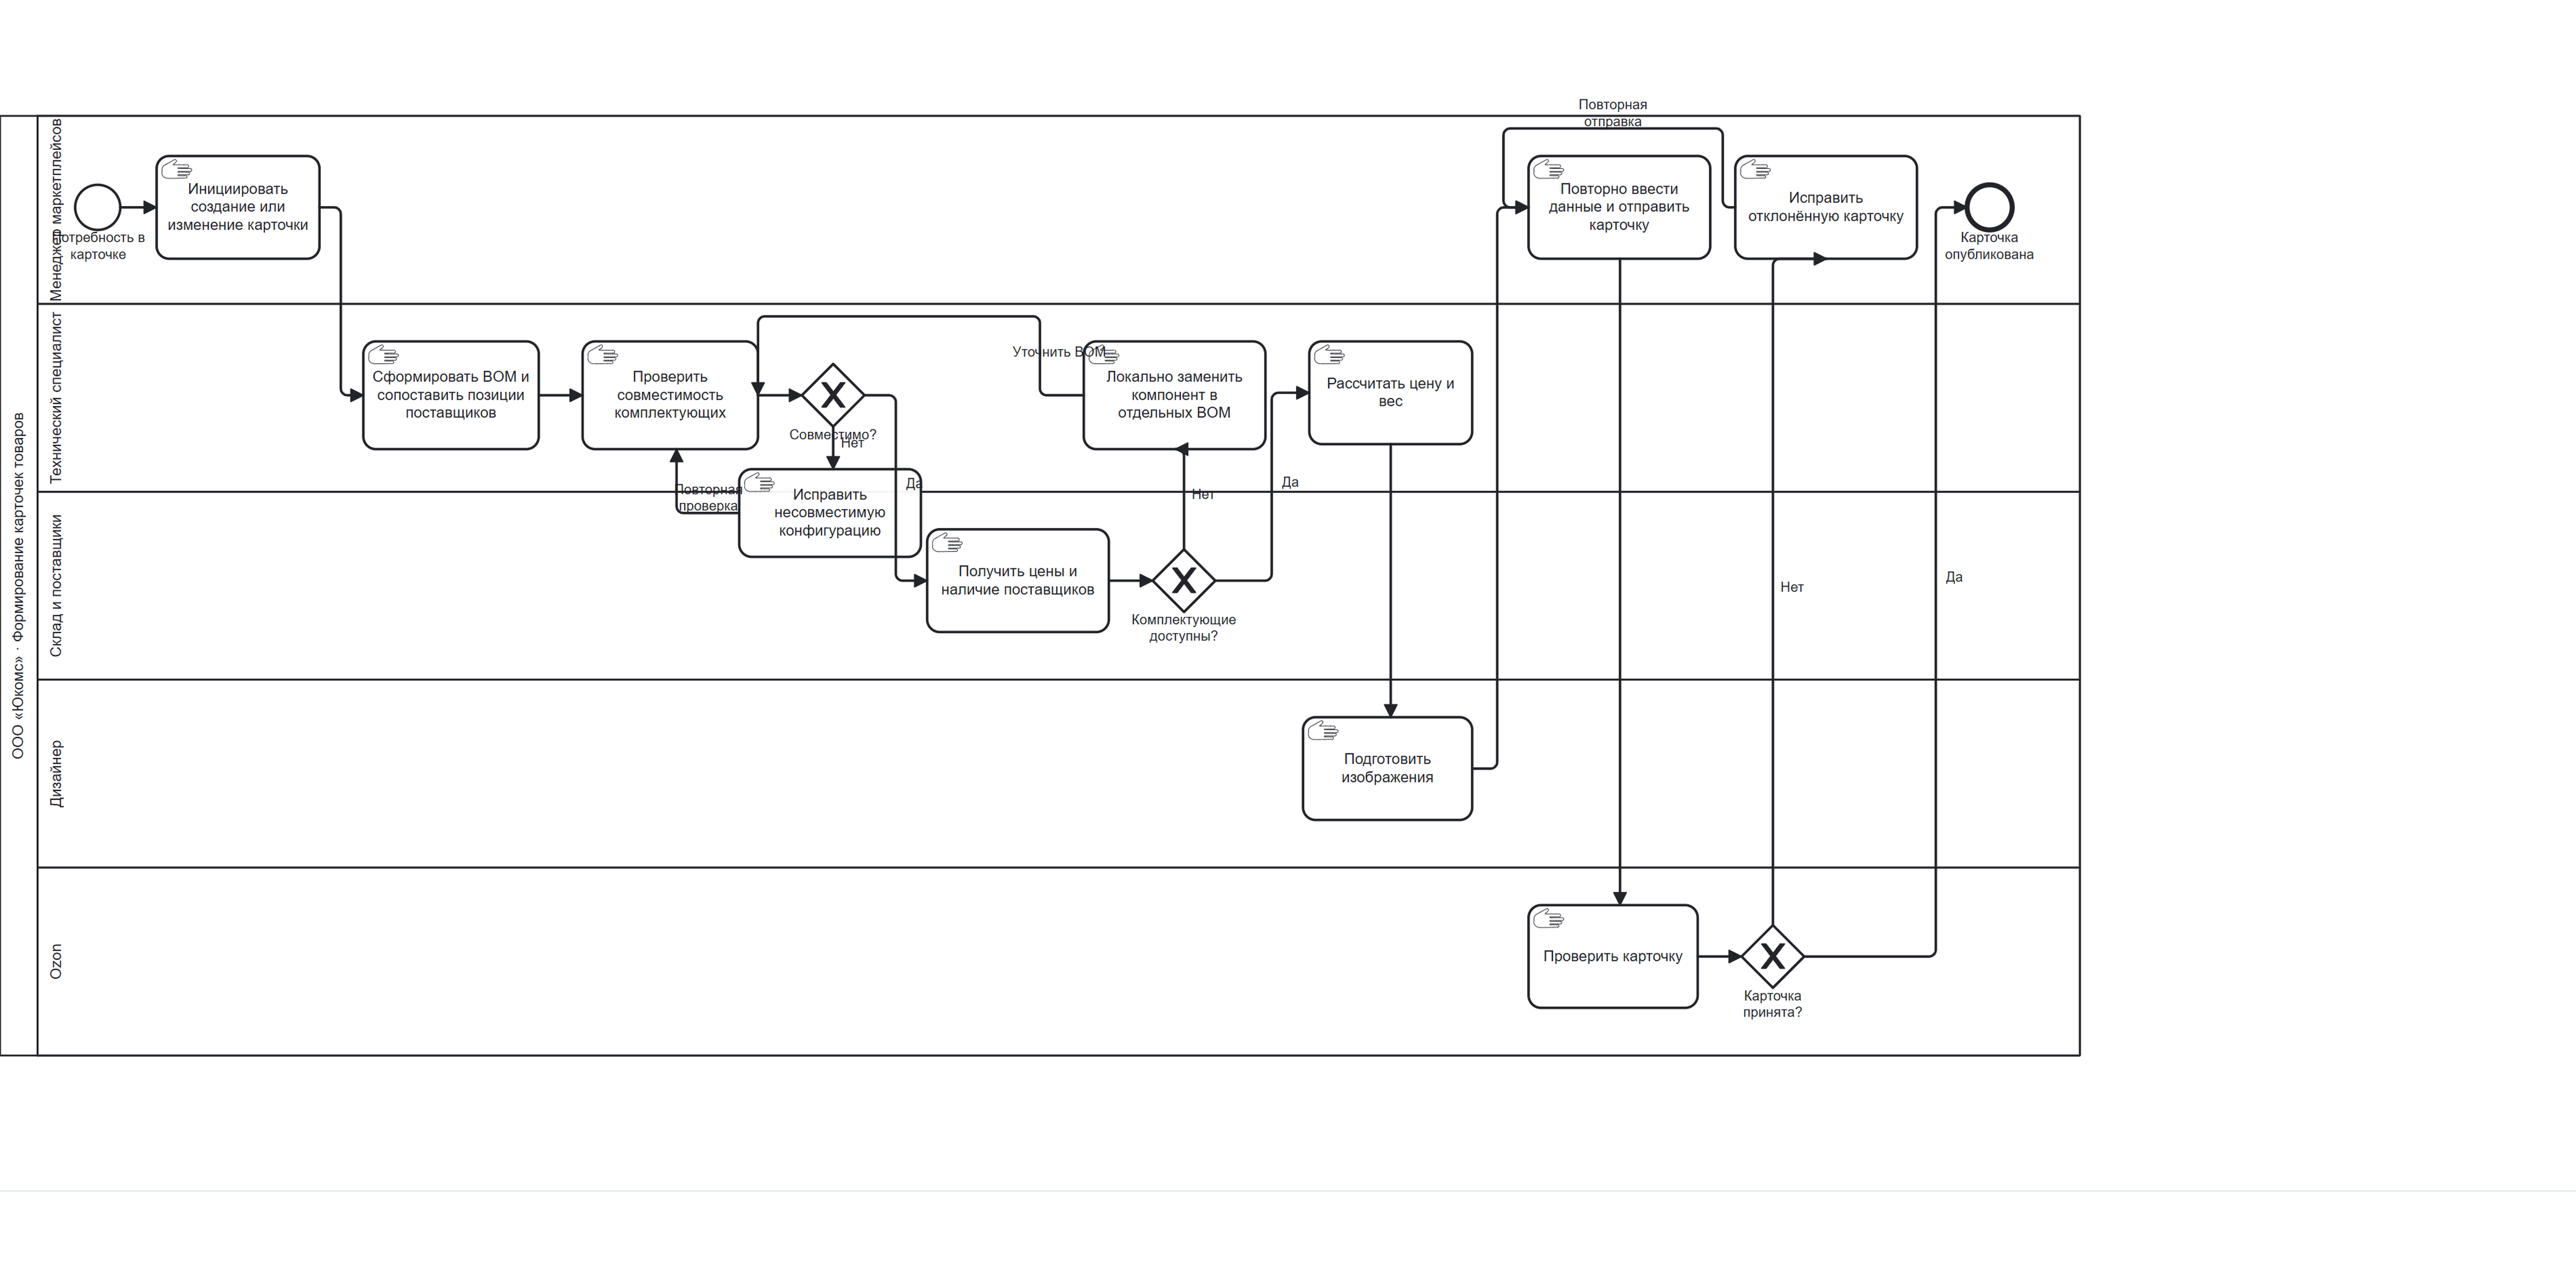 ООО «Юкомс» · Формирование карточек товаров
Менеджер маркетплейсов
Потребность в
карточке
Инициировать
создание или
изменение карточки
Повторная
отправка
Повторно ввести
данные и отправить
карточку
Исправить
отклонённую карточку
Карточка
опубликована
Технический специалист
Сформировать BOM и
сопоставить позиции
поставщиков
Проверить
совместимость
комплектующих
Совместимо?
Нет
Да
Уточнить BOM
Локально заменить
компонент в
отдельных BOM
Рассчитать цену и
вес
Повторная
проверка
Исправить
несовместимую
конфигурацию
Нет
Да
Склад и поставщики
Получить цены и
наличие поставщиков
Комплектующие
доступны?
Нет
Да
Дизайнер
Подготовить
изображения
Ozon
Проверить карточку
Карточка
принята?